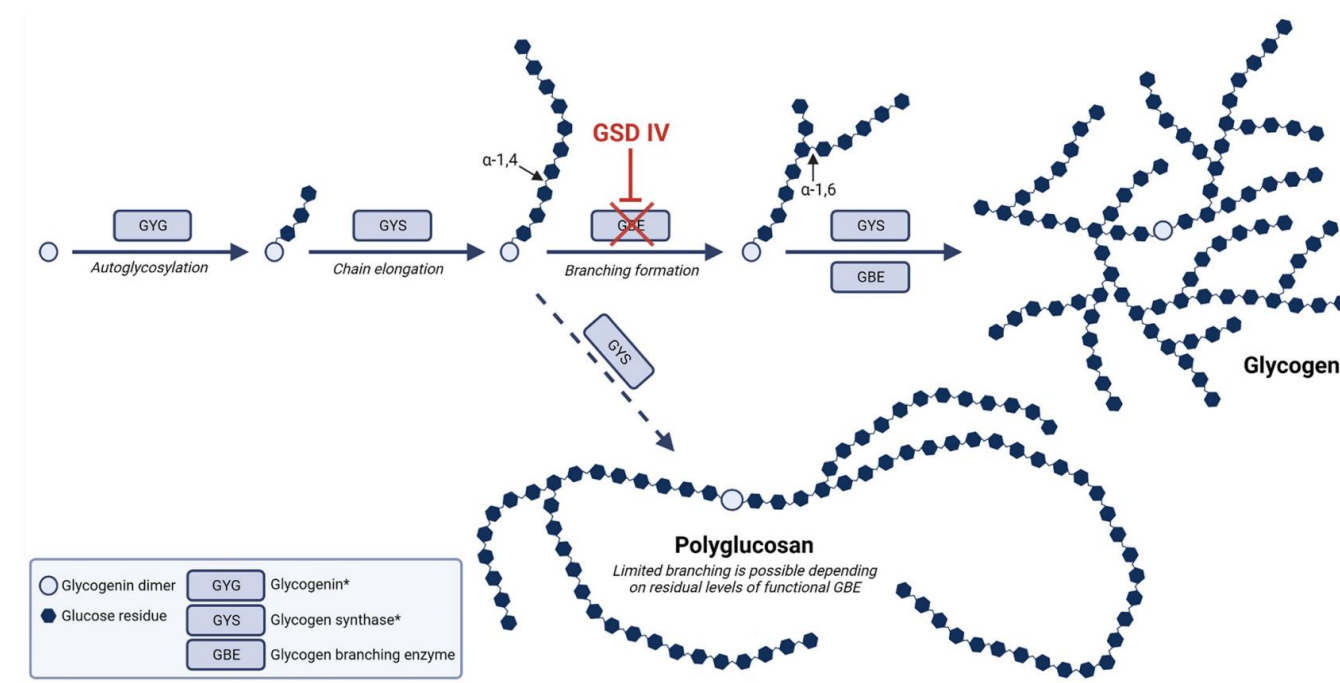 GSD IV
α-1,4
α-1,6
GYG
GYS
GBE
GYS
Autoglycosylation
Chain elongation
Branching formation
GBE
GYS
Glycogen
Polyglucosan
Limited branching is possible depending
on residual levels of functional GBE
Glycogenin dimer
GYG
Glycogenin*
Glucose residue
GYS
Glycogen synthase*
GBE
Glycogen branching enzyme